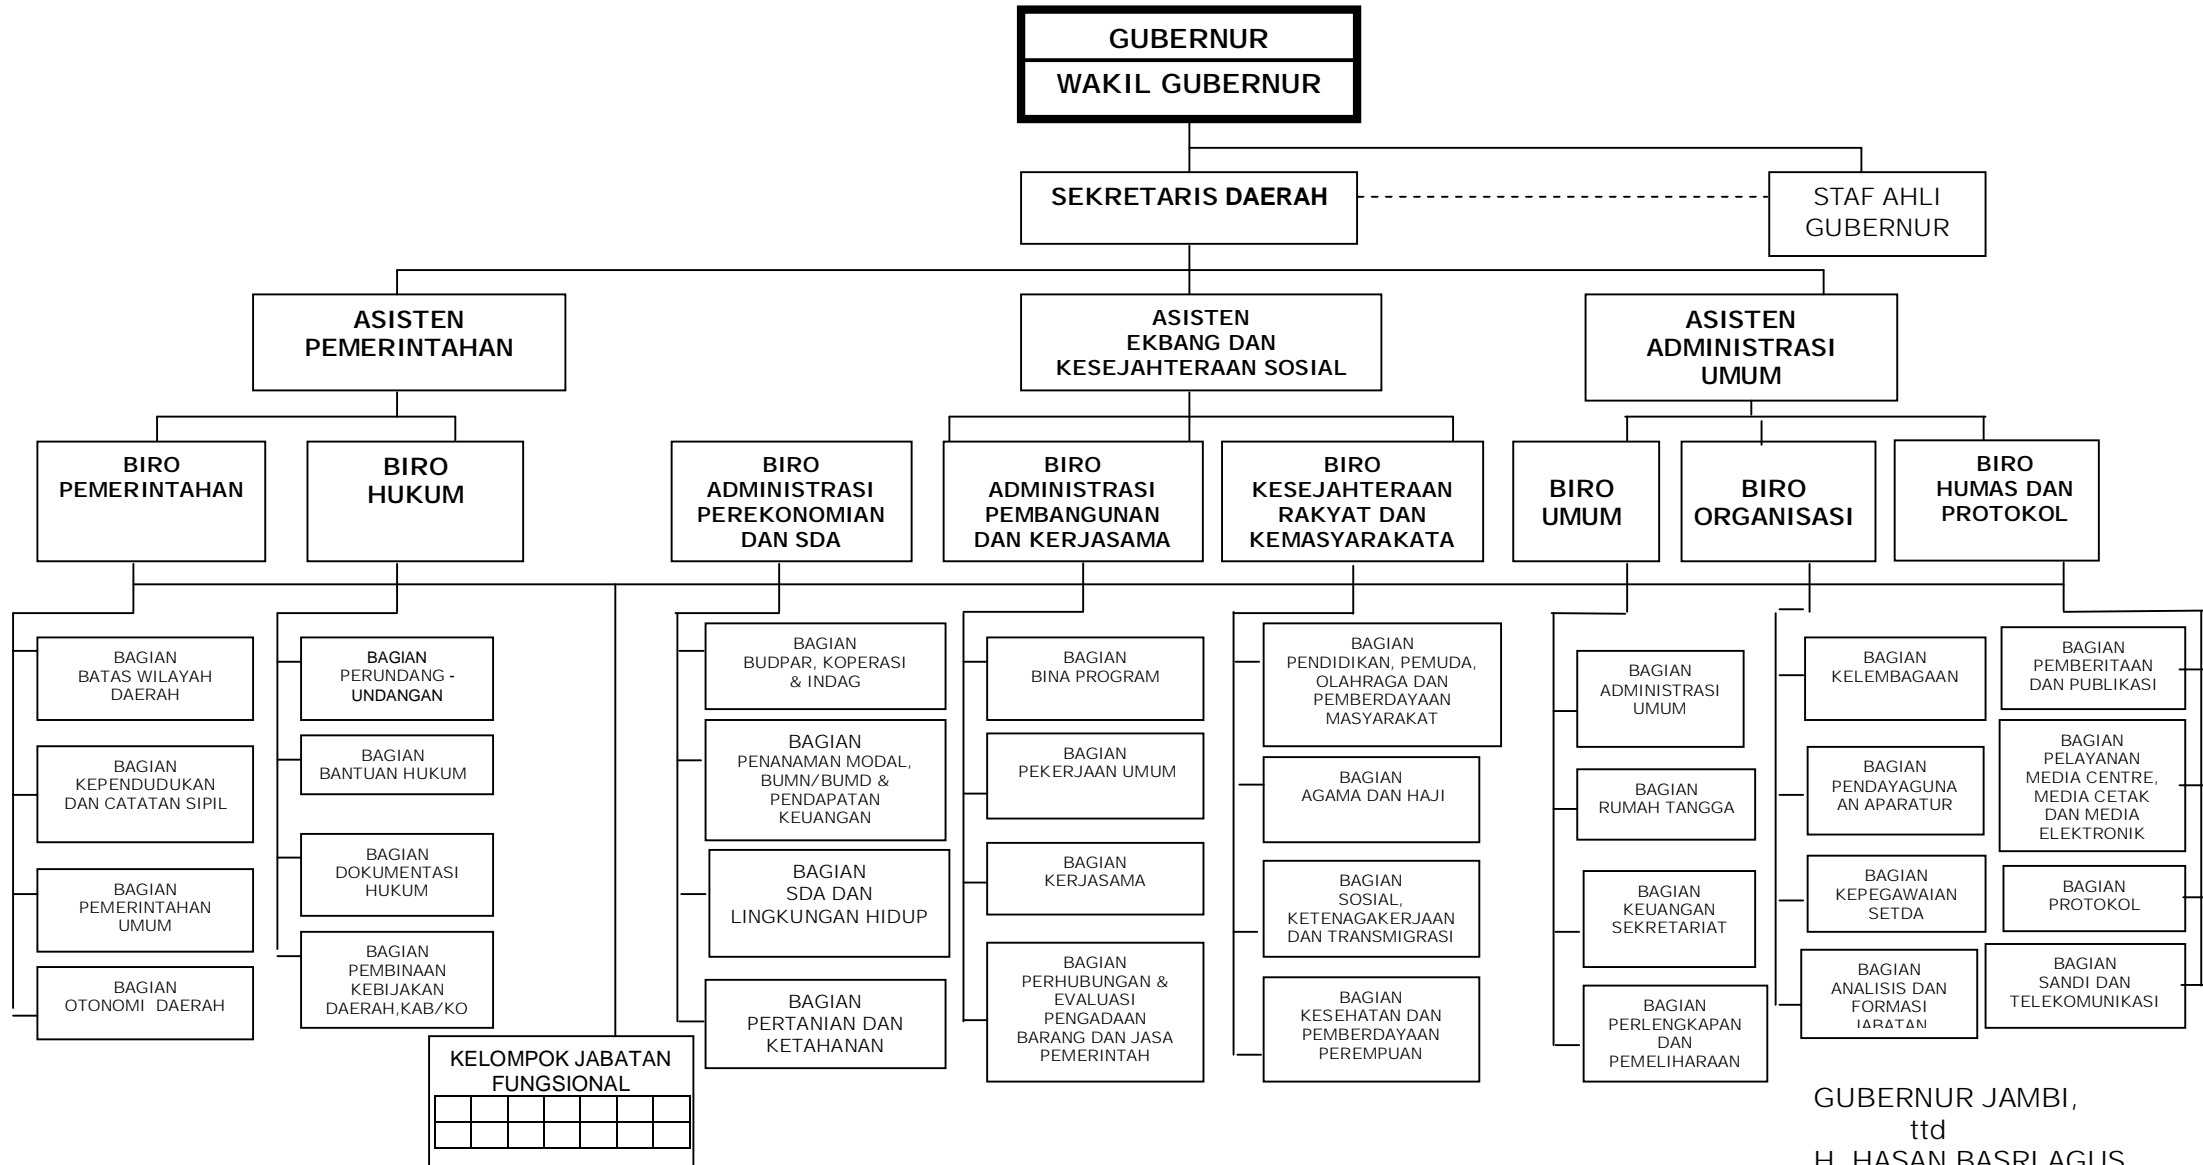 GUBERNUR
WAKIL GUBERNUR
SEKRETARIS DAERAH
STAF AHLI
GUBERNUR
ASISTEN
PEMERINTAHAN
ASISTEN
EKBANG DAN
KESEJAHTERAAN SOSIAL
ASISTEN
ADMINISTRASI
UMUM
BIRO
PEMERINTAHAN
BIRO
HUKUM
BIRO
ADMINISTRASI
PEREKONOMIAN
DAN SDA
BIRO
ADMINISTRASI
PEMBANGUNAN
DAN KERJASAMA
BIRO
KESEJAHTERAAN
RAKYAT DAN
KEMASYARAKATA
BIRO
UMUM
BIRO
ORGANISASI
BIRO
HUMAS DAN
PROTOKOL
BAGIAN
BATAS WILAYAH
DAERAH
BAGIAN
KEPENDUDUKAN
DAN CATATAN SIPIL
BAGIAN
PEMERINTAHAN
UMUM
BAGIAN
OTONOMI DAERAH
BAGIAN
PERUNDANG -
UNDANGAN
BAGIAN
BANTUAN HUKUM
BAGIAN
DOKUMENTASI
HUKUM
BAGIAN
PEMBINAAN
KEBIJAKAN
DAERAH,KAB/KO
BAGIAN
BUDPAR, KOPERASI
& INDAG
BAGIAN
PENANAMAN MODAL,
BUMN/BUMD &
PENDAPATAN
KEUANGAN
BAGIAN
SDA DAN
LINGKUNGAN HIDUP
BAGIAN
PERTANIAN DAN
KETAHANAN
BAGIAN
BINA PROGRAM
BAGIAN
PEKERJAAN UMUM
BAGIAN
KERJASAMA
BAGIAN
PERHUBUNGAN &
EVALUASI
PENGADAAN
BARANG DAN JASA
PEMERINTAH
BAGIAN
PENDIDIKAN, PEMUDA,
OLAHRAGA DAN
PEMBERDAYAAN
MASYARAKAT
BAGIAN
AGAMA DAN HAJI
BAGIAN
SOSIAL,
KETENAGAKERJAAN
DAN TRANSMIGRASI
BAGIAN
KESEHATAN DAN
PEMBERDAYAAN
PEREMPUAN
BAGIAN
ADMINISTRASI
UMUM
BAGIAN
RUMAH TANGGA
BAGIAN
KEUANGAN
SEKRETARIAT
BAGIAN
PERLENGKAPAN
DAN
PEMELIHARAAN
BAGIAN
KELEMBAGAAN
BAGIAN
PENDAYAGUNA
AN APARATUR
BAGIAN
KEPEGAWAIAN
SETDA
BAGIAN
ANALISIS DAN
FORMASI
JABATAN
BAGIAN
PEMBERITAAN
DAN PUBLIKASI
BAGIAN
PELAYANAN
MEDIA CENTRE,
MEDIA CETAK
DAN MEDIA
ELEKTRONIK
BAGIAN
PROTOKOL
BAGIAN
SANDI DAN
TELEKOMUNIKASI
KELOMPOK JABATAN
FUNGSIONAL
GUBERNUR JAMBI,
ttd
H. HASAN BASRI AGUS